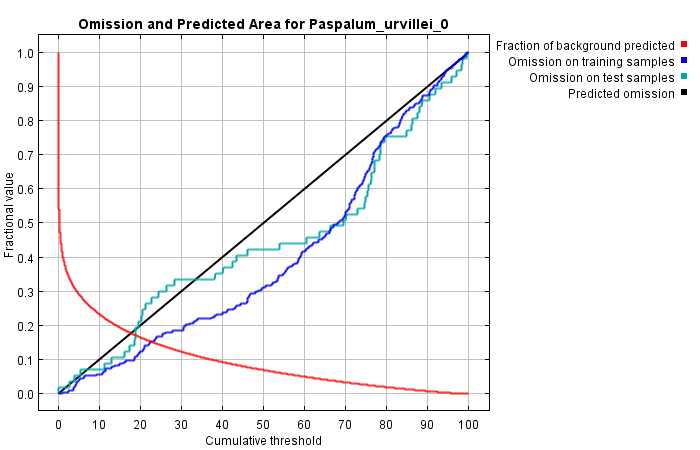 Omission and Predicted Area for Paspalum_urvillei_0
Fraction of background predicted
Omission on training samples
Omission on test samples
Predicted omission
Fractional value
1.0
0.9
0.8
0.7
0.6
0.5
0.4
0.3
0.2
0.1
0.0
0 10 20 30 40 50 60 70 80 90 100
Cumulative threshold